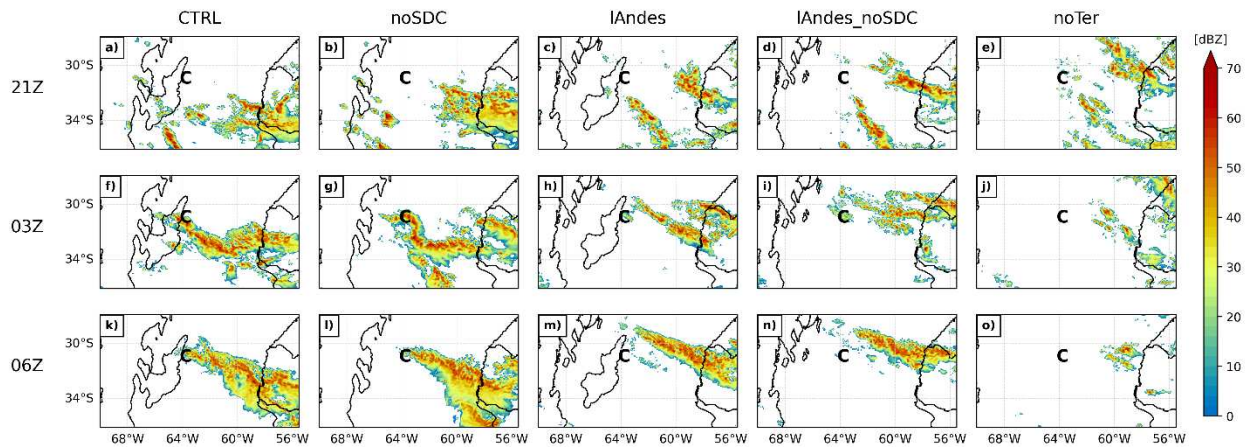 CTRL noSDC lAndes lAndes_noSDC noTer
[dBZ]
a) b) c) d) e)
70
30°S C C C C C
60
21Z
34°S
50
f) g) h) i) j)
30°S C C C C C
40
03Z
34°S
30
k) l) m) n) o)
20
30°S C C C C C
06Z
10
34°S
0
68°W 64°W 60°W 56°W 68°W 64°W 60°W 56°W 68°W 64°W 60°W 56°W 68°W 64°W 60°W 56°W 68°W 64°W 60°W 56°W